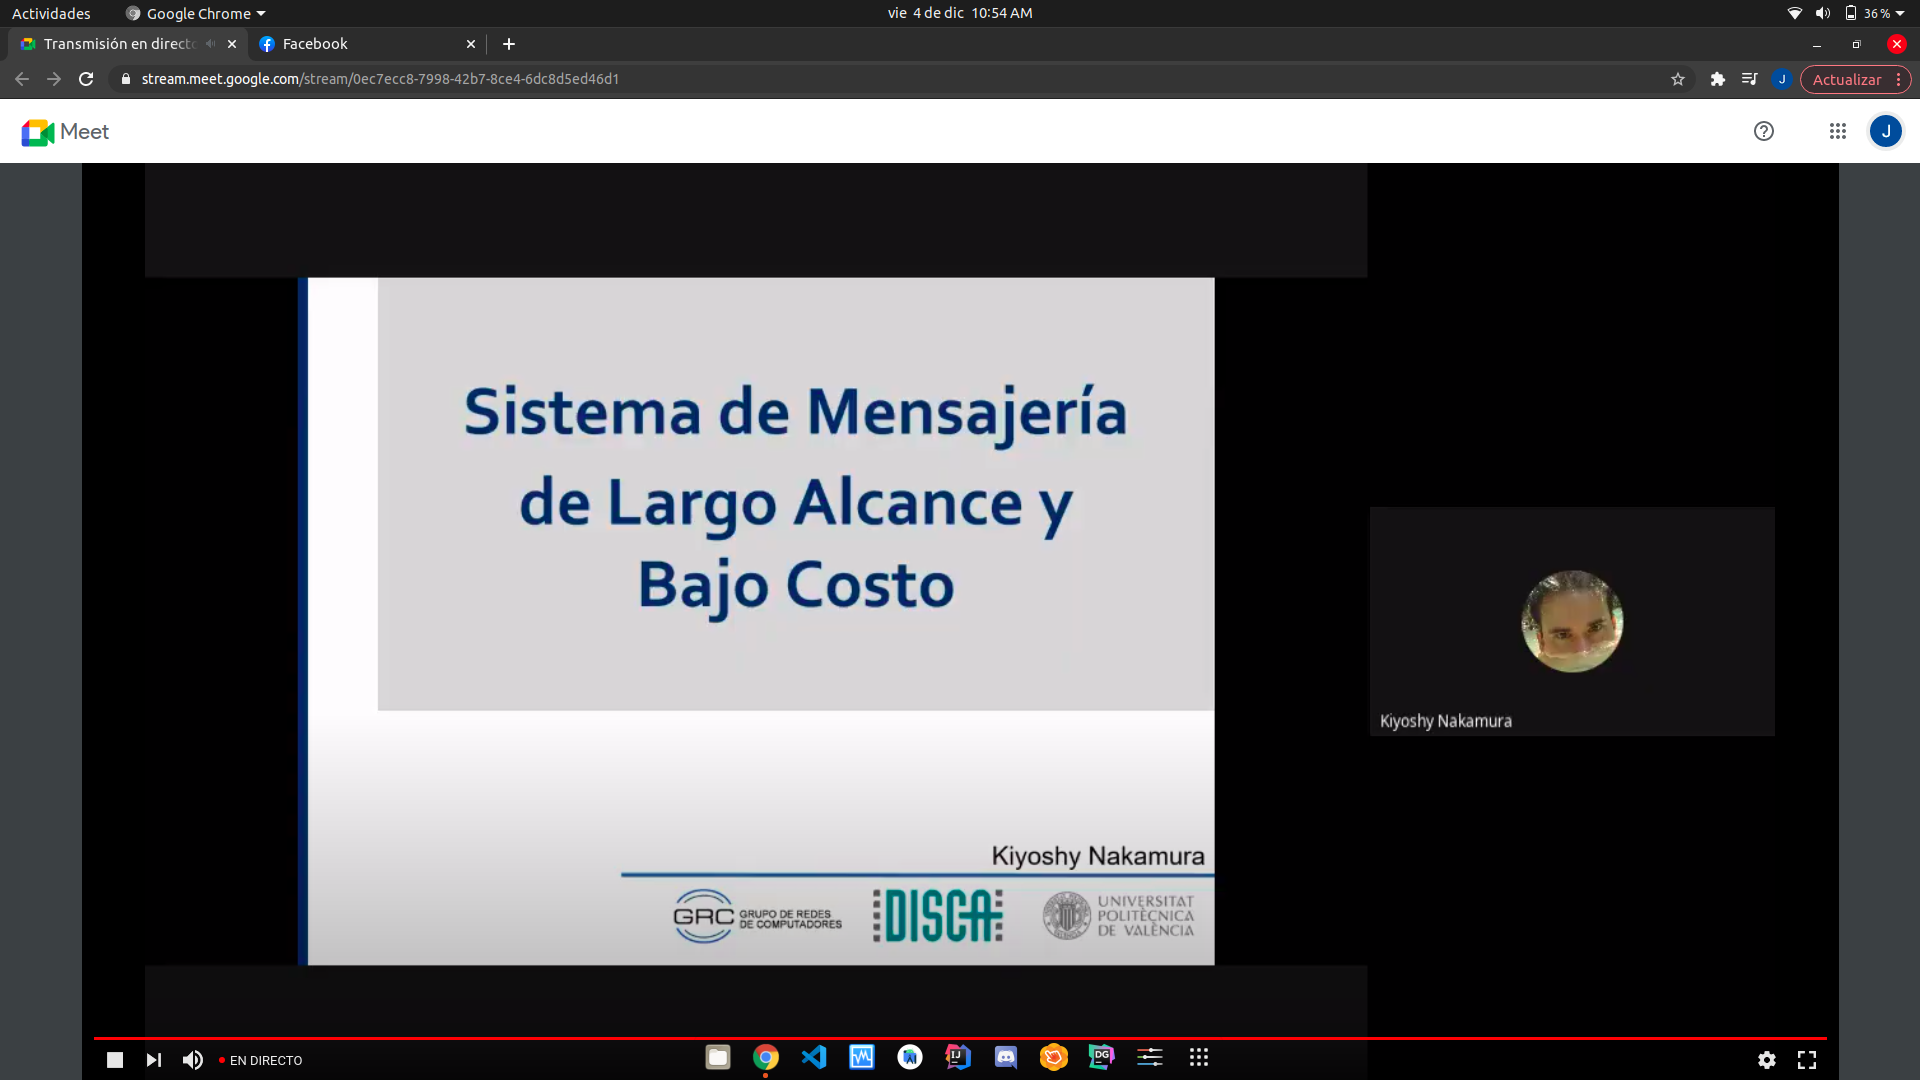 Actividades
Google Chrome
vie 4 de dic 10:54 AM
36 %
Transmisión en directo
Facebook
stream.meet.google.com/stream/0ec7ecc8-7998-42b7-8ce4-6dc8d5ed46d1
J
Actualizar
Meet
J
Sistema de Mensajería
de Largo Alcance y
Bajo Costo
Kiyoshy Nakamura
Kiyoshy Nakamura
GRC GRUPO DE REDES
DE COMPUTADORES
DISCA
UNIVERSITAT
POLITÈCNICA
DE VALÈNCIA
EN DIRECTO
IJ
DG